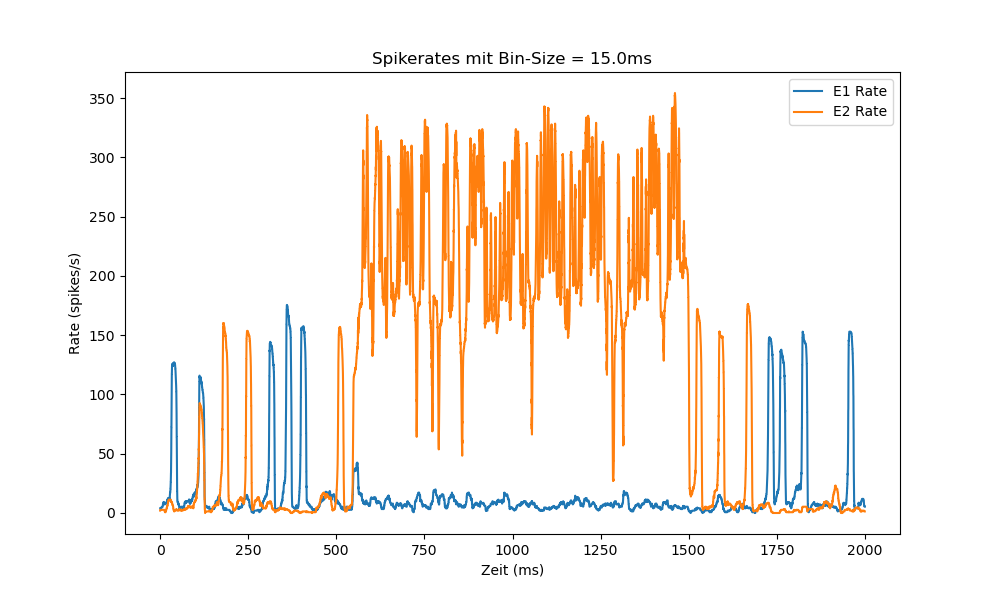 Spikerates mit Bin-Size = 15.0ms
E1 Rate
E2 Rate
Rate (spikes/s)
350
300
250
200
150
100
50
0
0 250 500 750 1000 1250 1500 1750 2000
Zeit (ms)